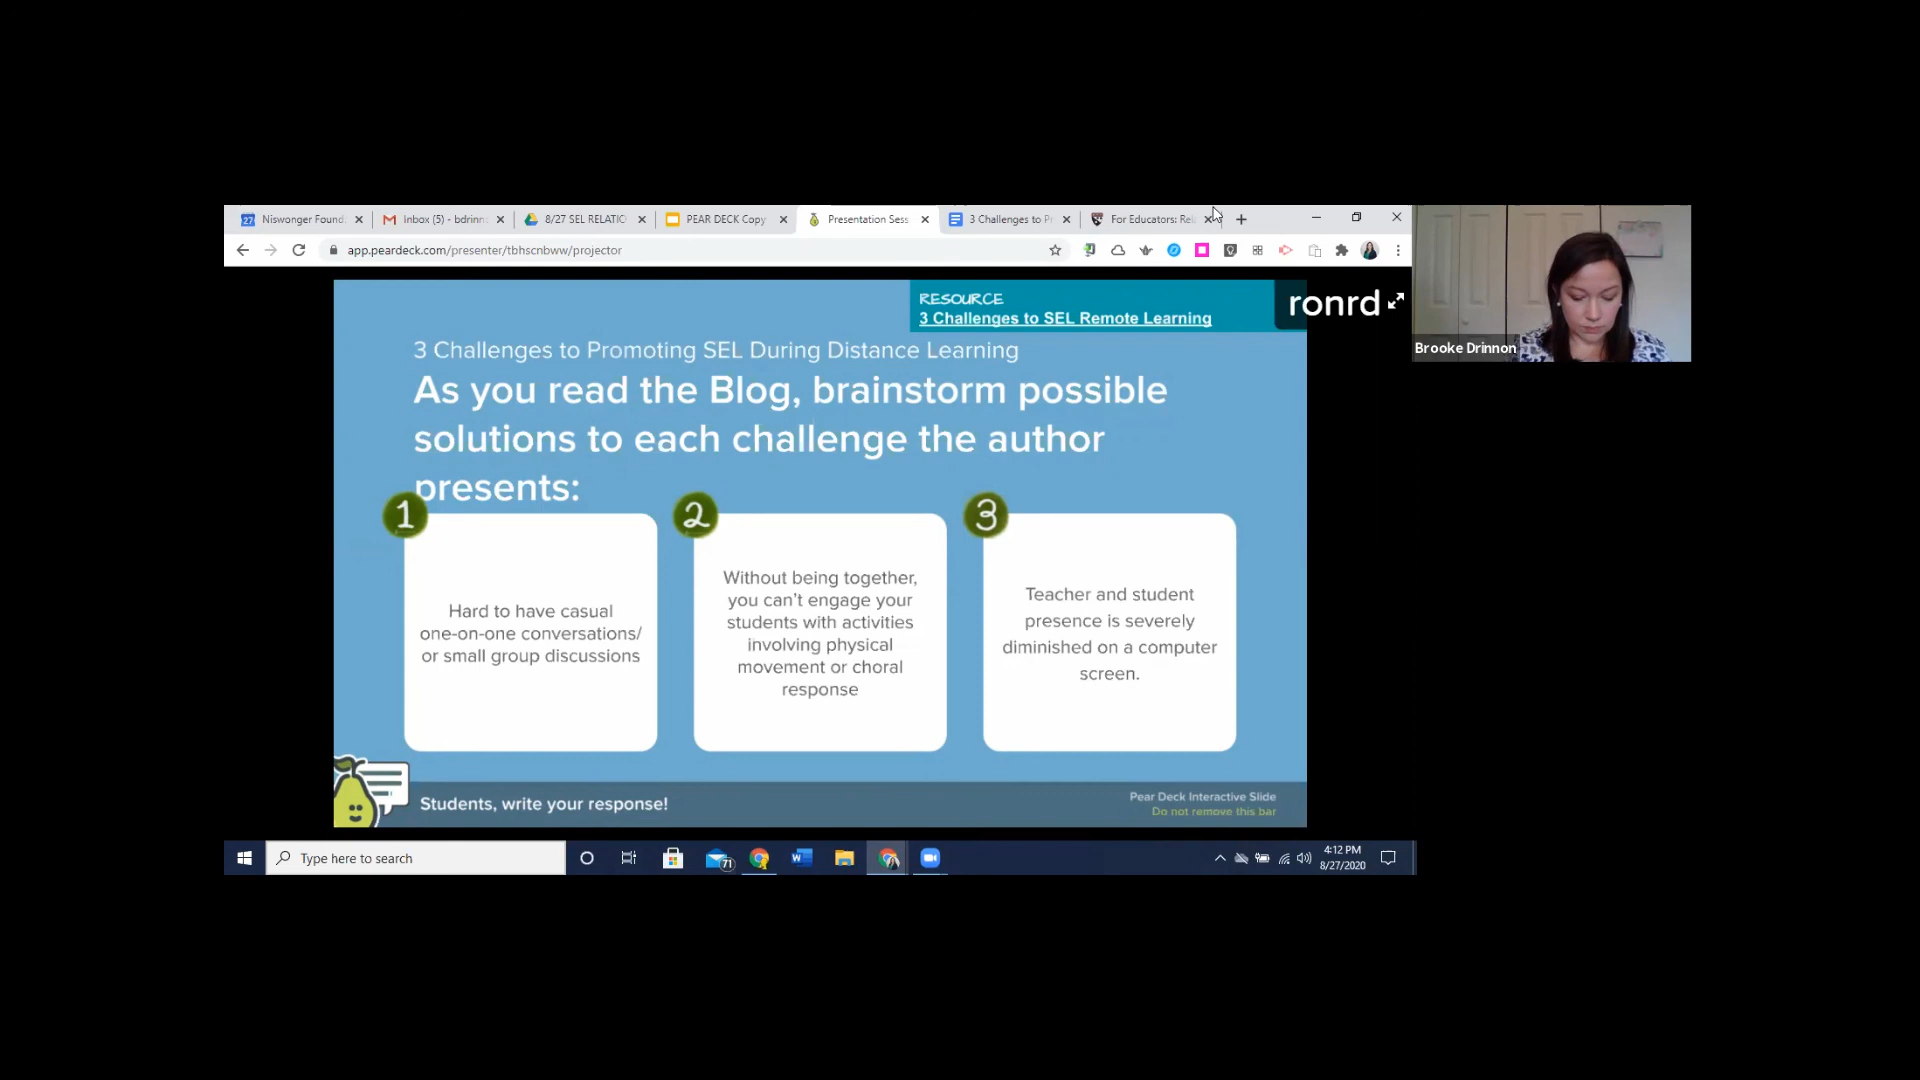 27 Niswonger Found
Inbox (5) - bdrinn
8/27 SEL RELATIC
PEAR DECK Copy
Presentation Sess
3 Challenges to Pr
For Educators: Rel
app.peardeck.com/presenter/tbhscnbww/projector
RESOURCE
3 Challenges to SEL Remote Learning
ronrd
Brooke Drinnon
3 Challenges to Promoting SEL During Distance Learning
As you read the Blog, brainstorm possible
solutions to each challenge the author
presents:
1
Hard to have casual
one-on-one conversations/
or small group discussions
2
Without being together,
you can't engage your
students with activities
involving physical
movement or choral
response
3
Teacher and student
presence is severely
diminished on a computer
screen.
Students, write your response!
Pear Deck Interactive Slide
Do not remove this bar
Type here to search
71
4:12 PM
8/27/2020